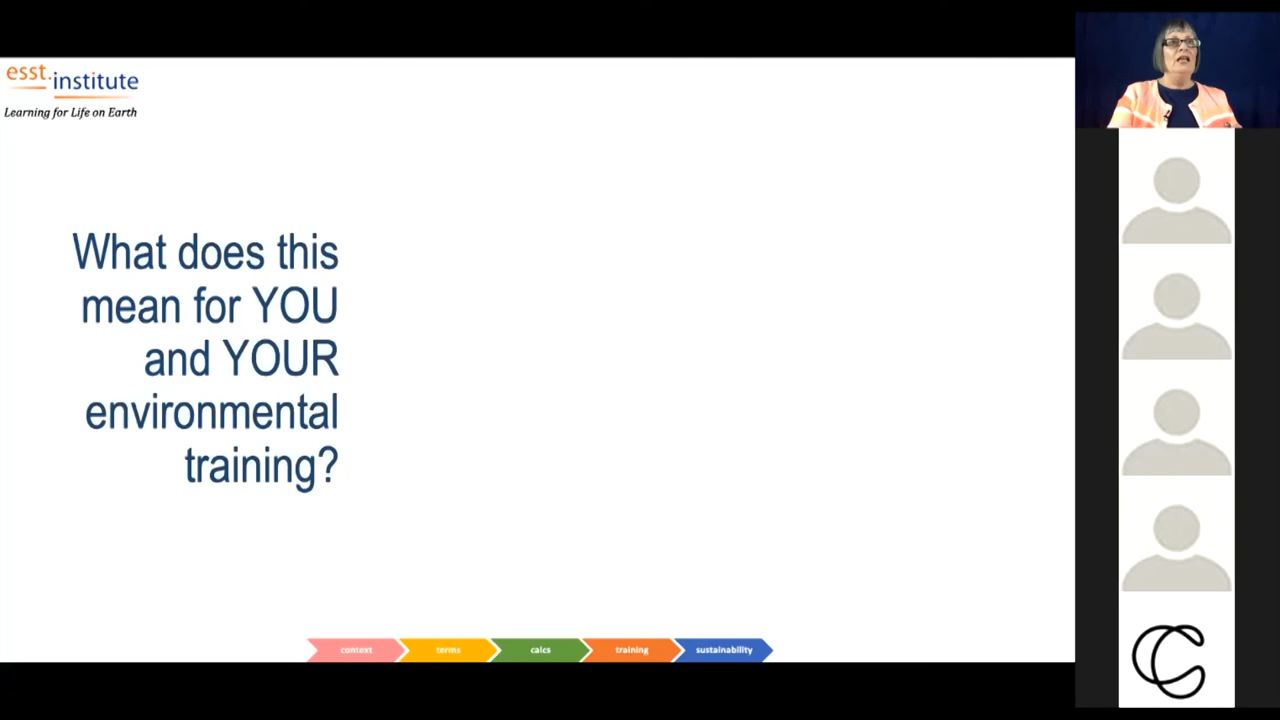 esst.institute
Learning for Life on Earth
What does this
mean for YOU
and YOUR
environmental
training?
context
terms
calcs
training
sustainability